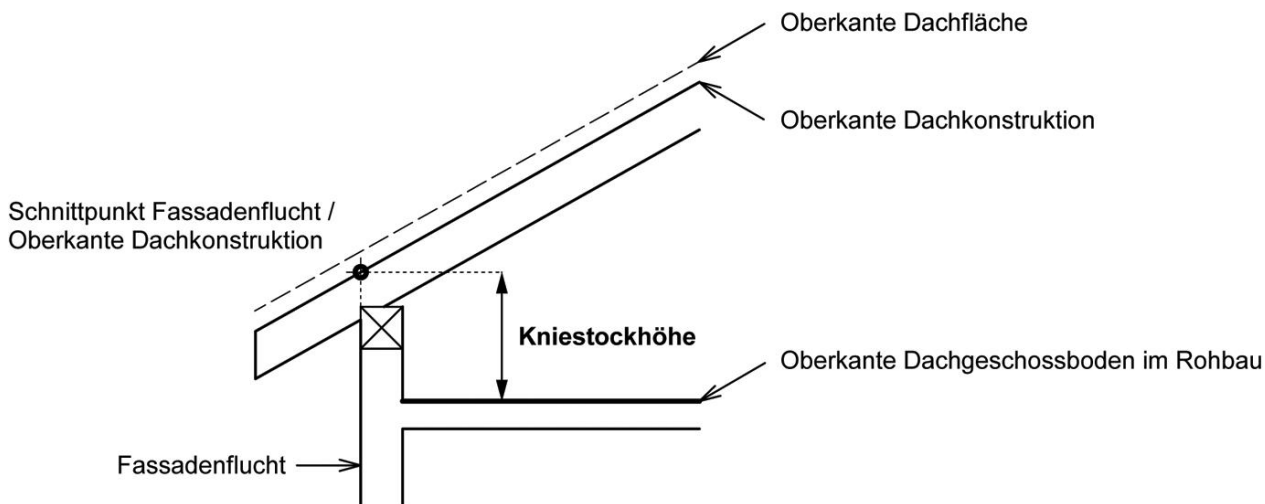 Oberkante Dachfläche
Oberkante Dachkonstruktion
Schnittpunkt Fassadenflucht /
Oberkante Dachkonstruktion
Kniestockhöhe
Oberkante Dachgeschossboden im Rohbau
Fassadenflucht